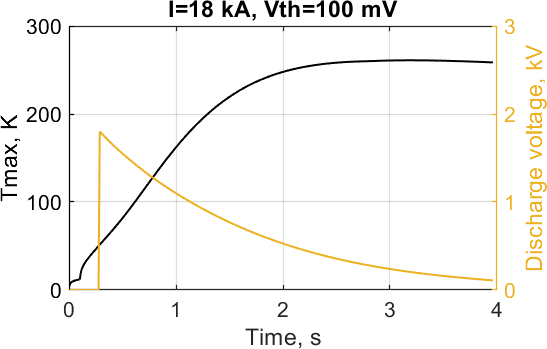 I=18 kA, Vth=100 mV
300
200
100
0
Tmax, K
3
2
1
0
Discharge voltage, kV
0 1 2 3 4
Time, s